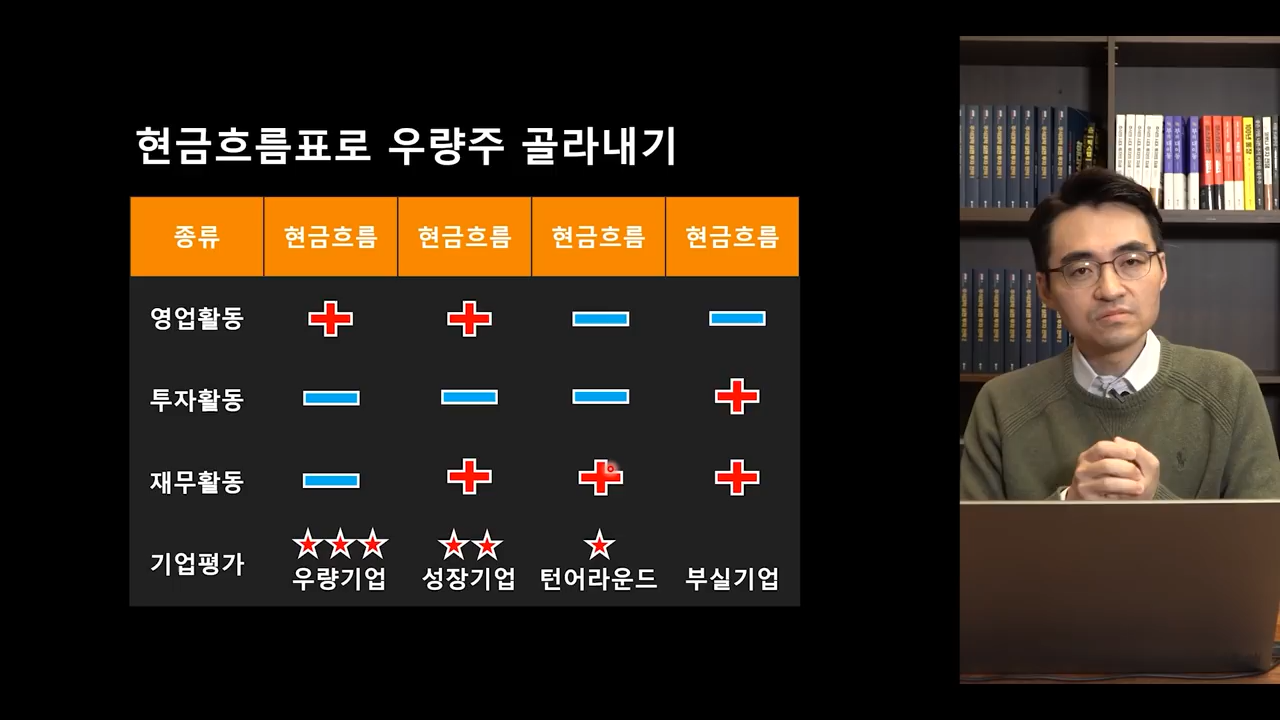 현금흐름표로 우량주 골라내기
종류 현금흐름 현금흐름 현금흐름 현금흐름
영업활동 + + − −
투자활동 − − − +
재무활동 − + + +
기업평가 ★★★ ★★ ★
우량기업 성장기업 턴어라운드 부실기업